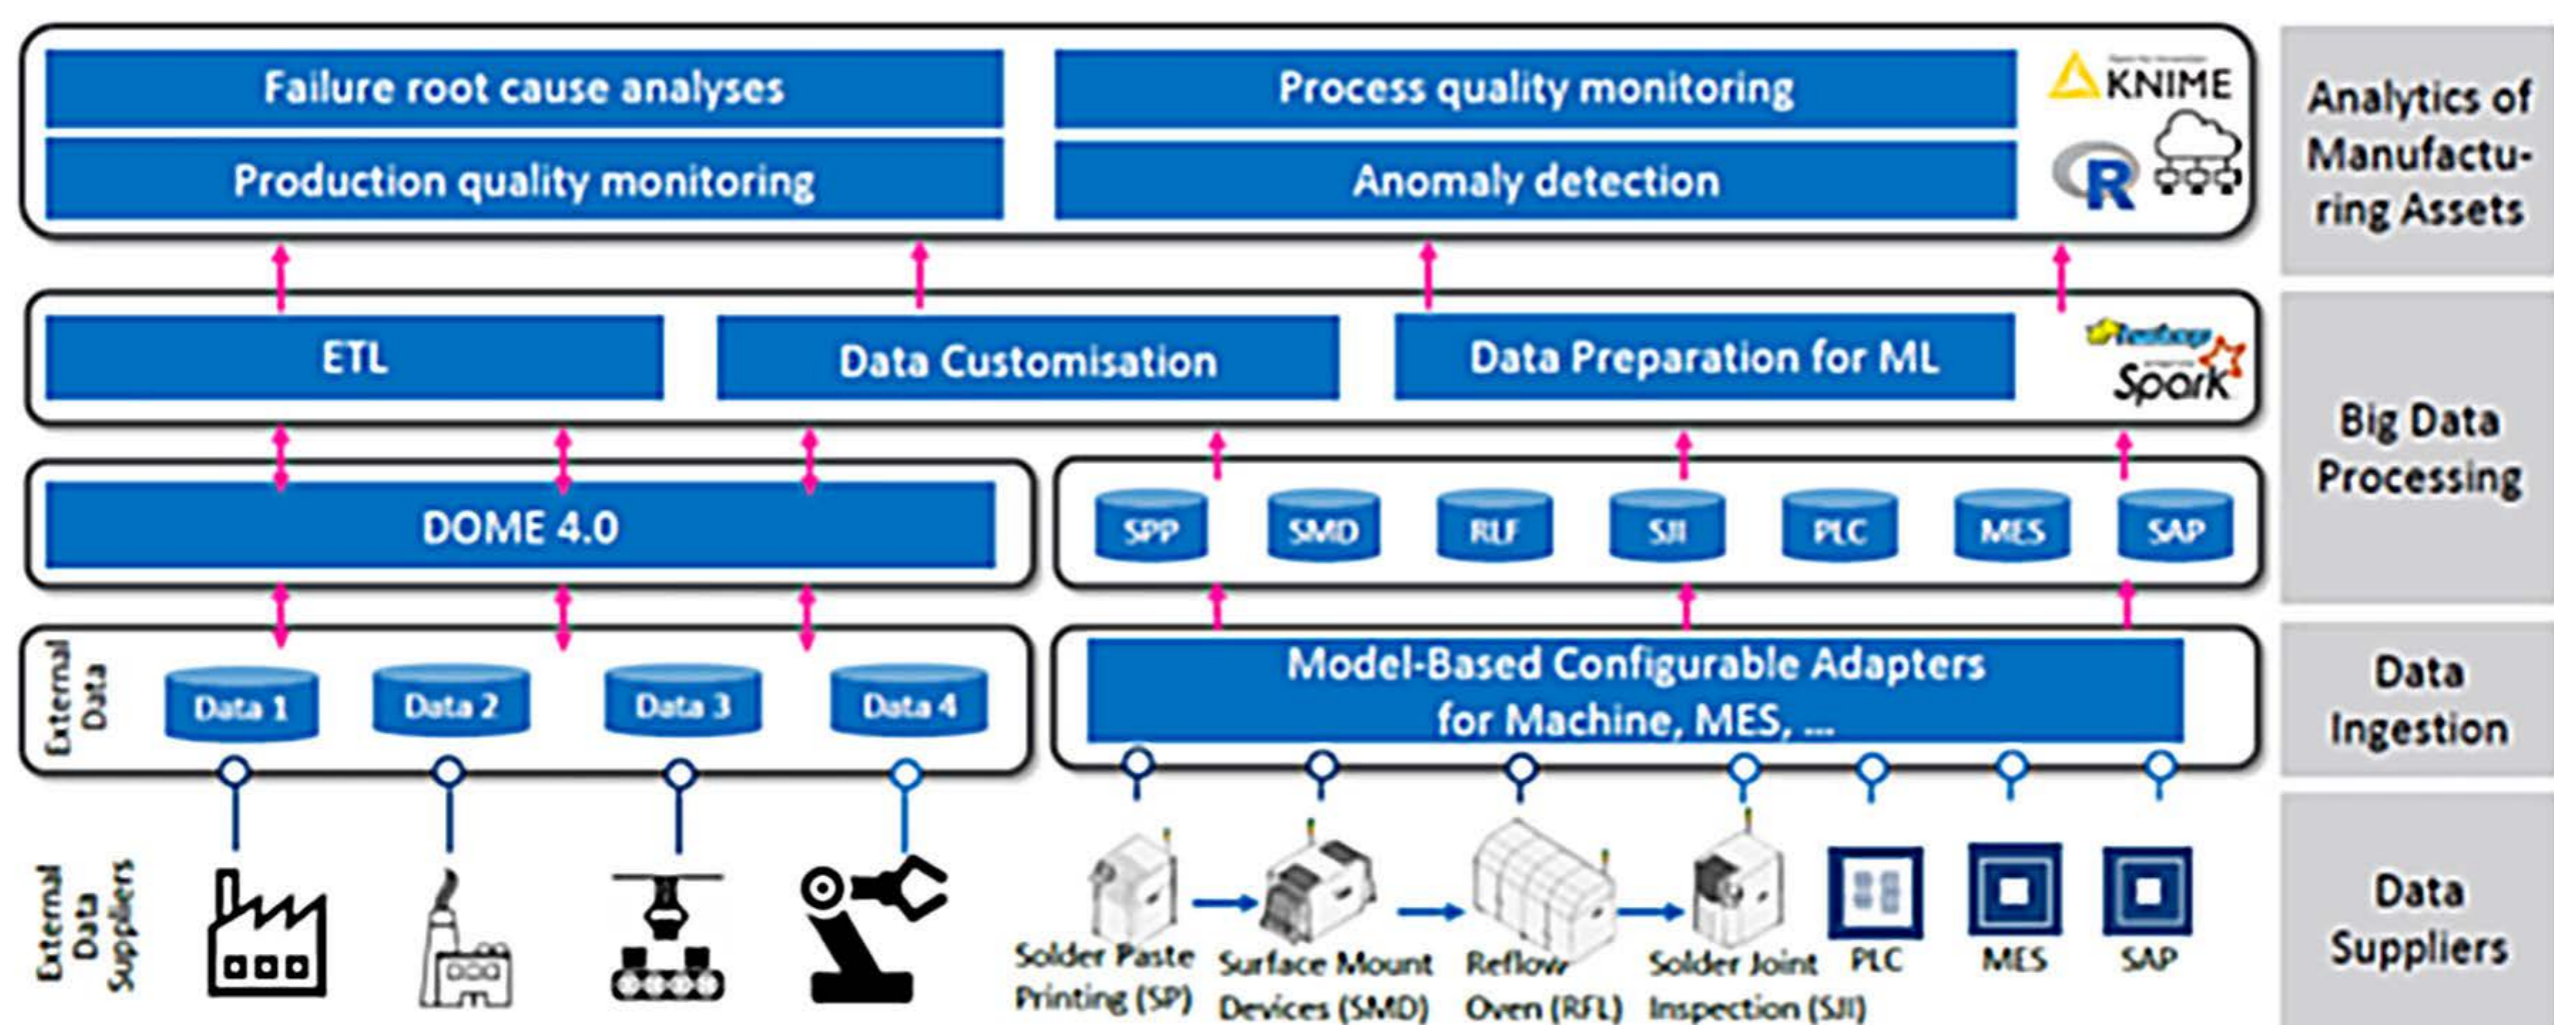 Failure root cause analyses
Process quality monitoring
KNIME
Production quality monitoring
Anomaly detection
R
Analytics of
Manufactu-
ring Assets
ETL
Data Customisation
Data Preparation for ML
Spark
Big Data
Processing
DOME 4.0
SPP
SMD
RLF
SJI
PLC
MES
SAP
External
Data
Data 1
Data 2
Data 3
Data 4
Model-Based Configurable Adapters
for Machine, MES, ...
Data
Ingestion
External
Data
Suppliers
Solder Paste
Printing (SP)
Surface Mount
Devices (SMD)
Reflow
Oven (RFL)
Solder Joint
Inspection (SJI)
PLC
MES
SAP
Data
Suppliers